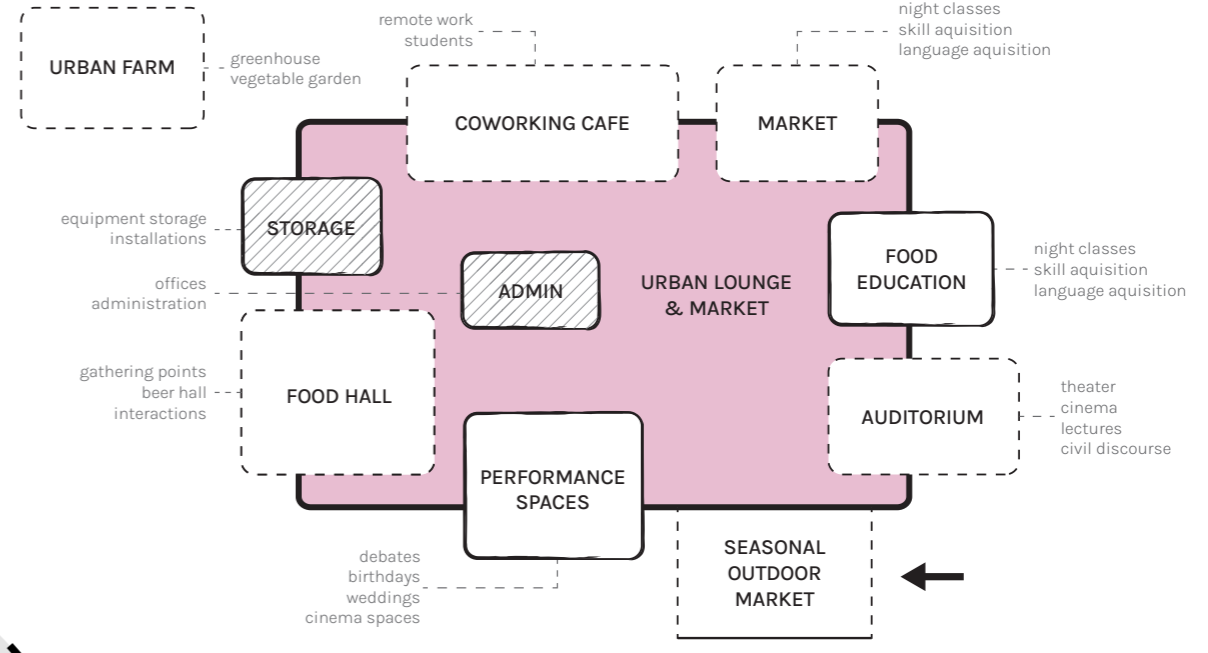 URBAN FARM
greenhouse
vegetable garden
remote work
students
COWORKING CAFE
night classes
skill aquisition
language aquisition
MARKET
equipment storage
installations
STORAGE
offices
administration
ADMIN
URBAN LOUNGE
& MARKET
FOOD
EDUCATION
night classes
skill aquisition
language aquisition
gathering points
beer hall
interactions
FOOD HALL
AUDITORIUM
theater
cinema
lectures
civil discourse
PERFORMANCE
SPACES
debates
birthdays
weddings
cinema spaces
SEASONAL
OUTDOOR
MARKET